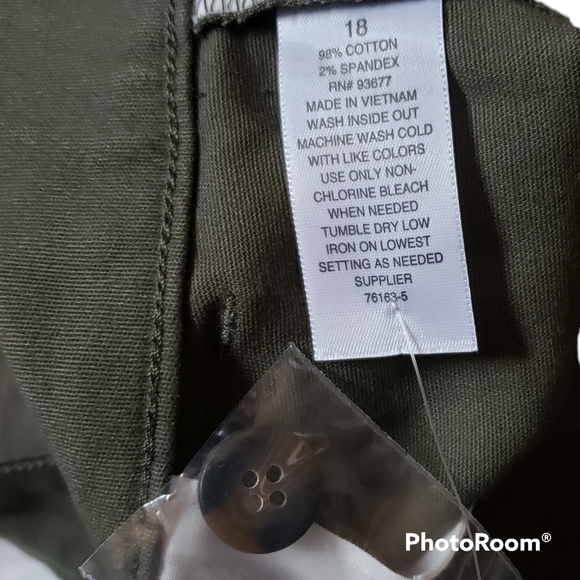 18
98% COTTON
2% SPANDEX
RN# 93677
MADE IN VIETNAM
WASH INSIDE OUT
MACHINE WASH COLD
WITH LIKE COLORS
USE ONLY NON-
CHLORINE BLEACH
WHEN NEEDED
TUMBLE DRY LOW
IRON ON LOWEST
SETTING AS NEEDED
SUPPLIER
76163-5
PhotoRoom®